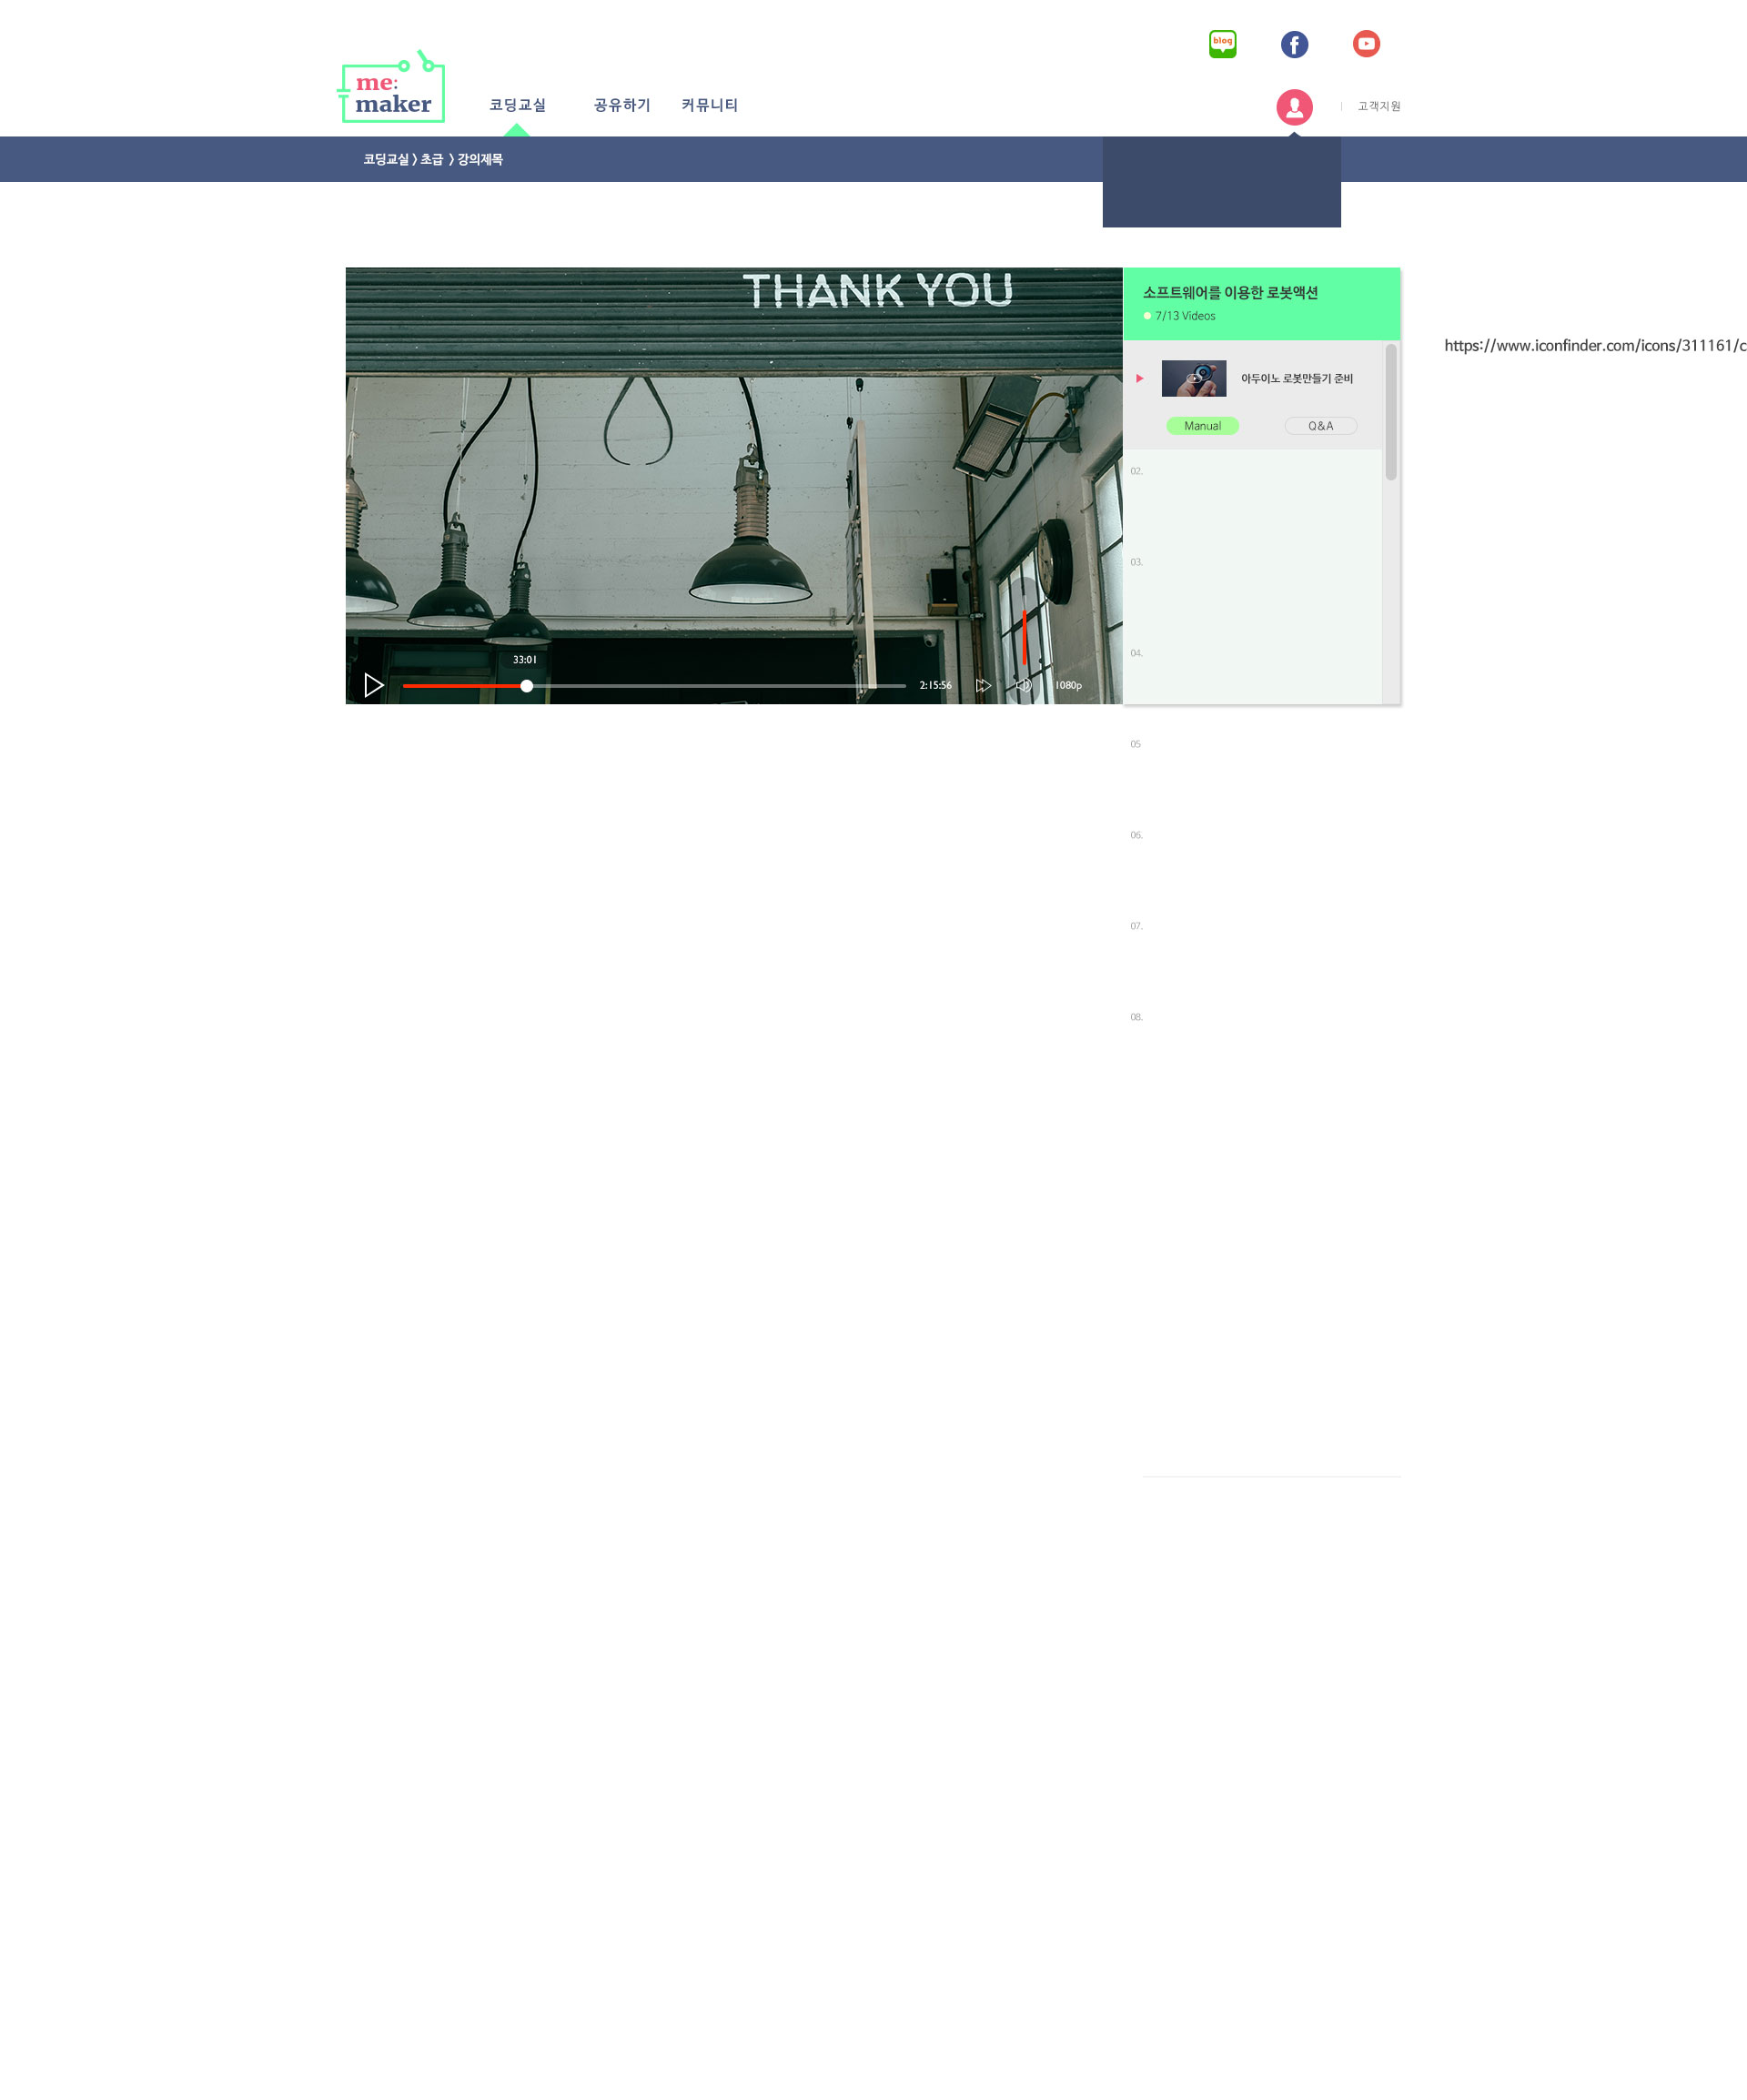 blog
me:
maker
코딩교실
공유하기
커뮤니티
고객지원
코딩교실 > 초급 > 강의제목
THANK YOU
33:01
2:15:56
1080p
소프트웨어를 이용한 로봇액션
7/13 Videos
아두이노 로봇만들기 준비
Manual
Q&A
02.
03.
04.
05
06.
07.
08.
https://www.iconfinder.com/icons/311161/c